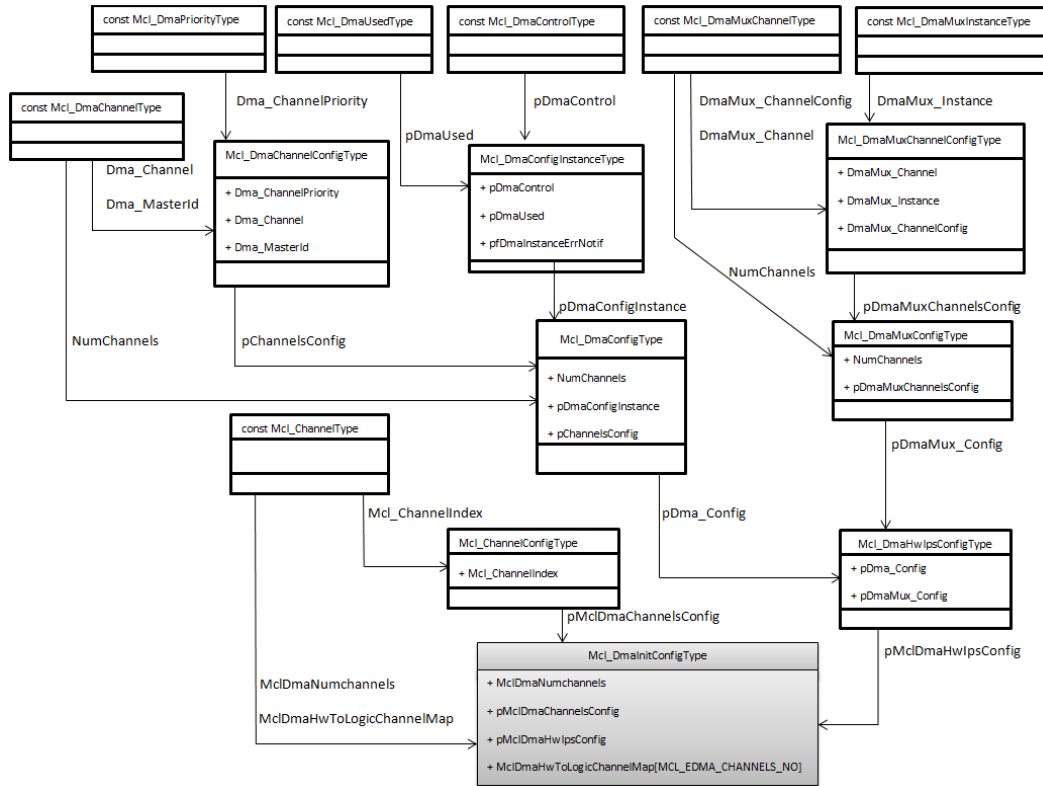 const Mcl_DmaPriorityType
const Mcl_DmaUsedType
const Mcl_DmaControlType
const Mcl_DmaMuxChannelType
const Mcl_DmaMuxInstanceType
const Mcl_DmaChannelType
Dma_ChannelPriority
pDmaUsed
pDmaControl
DmaMux_ChannelConfig
DmaMux_Channel
DmaMux_Instance
Dma_Channel
Dma_MasterId
Mcl_DmaChannelConfigType
+ Dma_ChannelPriority
+ Dma_Channel
+ Dma_MasterId
Mcl_DmaConfigInstanceType
+ pDmaControl
+ pDmaUsed
+ pfDmaInstanceErrNotif
Mcl_DmaMuxChannelConfigType
+ DmaMux_Channel
+ DmaMux_Instance
+ DmaMux_ChannelConfig
NumChannels
pChannelsConfig
pDmaConfigInstance
NumChannels
pDmaMuxChannelsConfig
Mcl_DmaConfigType
+ NumChannels
+ pDmaConfigInstance
+ pChannelsConfig
Mcl_DmaMuxConfigType
+ NumChannels
+ pDmaMuxChannelsConfig
const Mcl_ChannelType
Mcl_ChannelIndex
pDma_Config
pDmaMux_Config
Mcl_ChannelConfigType
+ Mcl_ChannelIndex
Mcl_DmaHwIpsConfigType
+ pDma_Config
+ pDmaMux_Config
pMclDmaChannelsConfig
pMclDmaHwIpsConfig
MclDmaNumchannels
MclDmaHwToLogicChannelMap
Mcl_DmaInitConfigType
+ MclDmaNumchannels
+ pMclDmaChannelsConfig
+ pMclDmaHwIpsConfig
+ MclDmaHwToLogicChannelMap[MCL_EDMA_CHANNELS_NO]